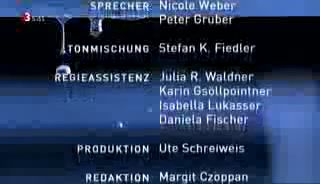 SPRECHER Nicole Weber
Peter Gruber
TONMISCHUNG Stefan K. Fiedler
REGIEASSISTENZ Julia R. Waldner
Karin Gsöllpointner
Isabella Lukasser
Daniela Fischer
PRODUKTION Ute Schreiweis
REDAKTION Margit Czöppan